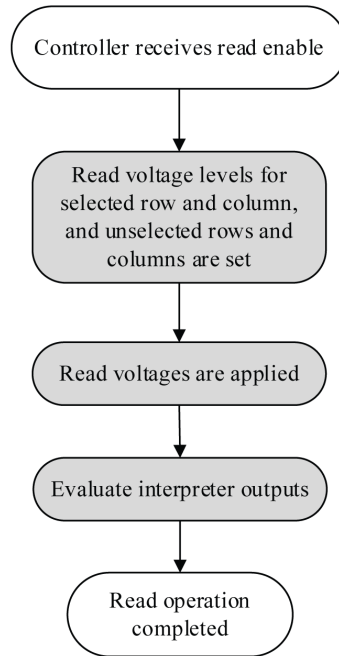 Controller receives read enable
Read voltage levels for
selected row and column,
and unselected rows and
columns are set
Read voltages are applied
Evaluate interpreter outputs
Read operation
completed